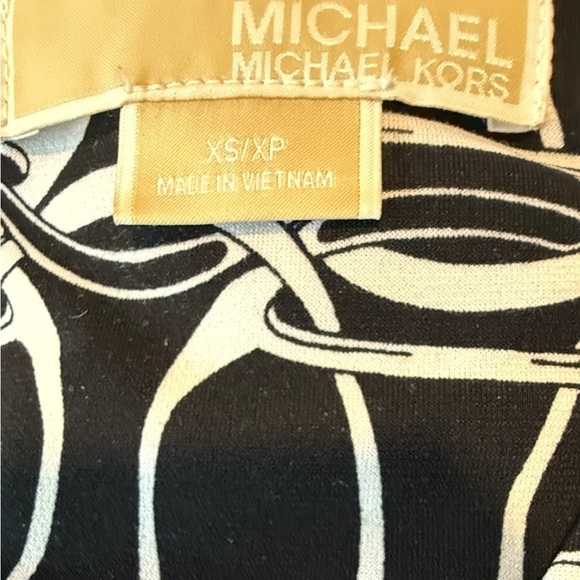 MICHAEL
MICHAEL KORS
XS/XP
MADE IN VIETNAM